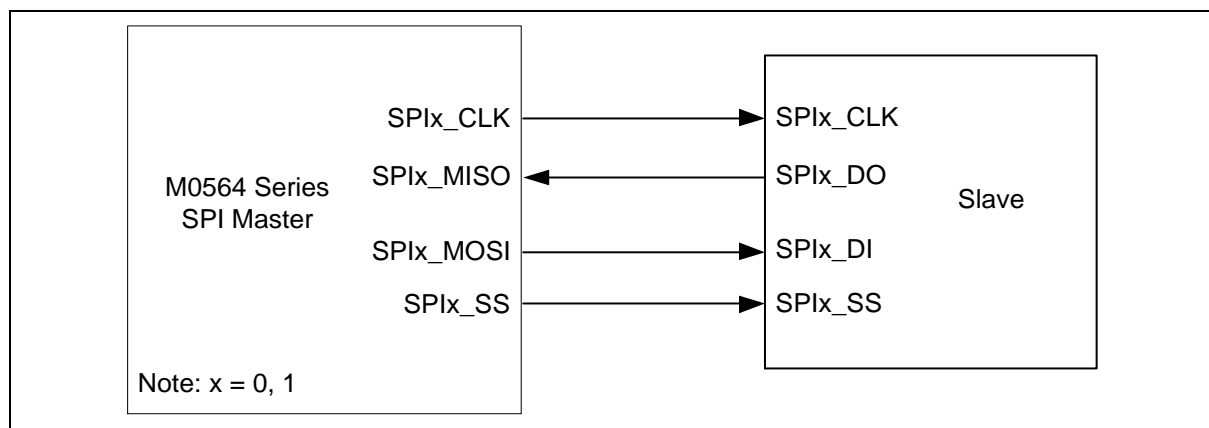 SPIx_CLK
SPIx_MISO
SPIx_MOSI
SPIx_SS
M0564 Series
SPI Master
Note: x = 0, 1
SPIx_CLK
SPIx_DO
SPIx_DI
SPIx_SS
Slave